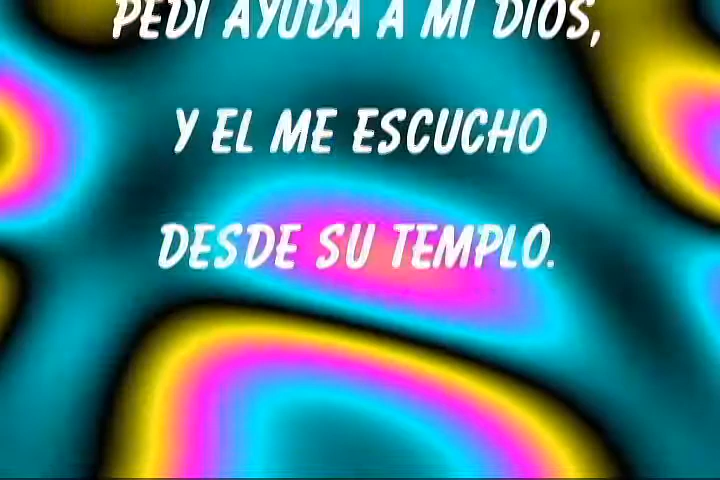 PEDI AYUDA A MI DIOS,
Y EL ME ESCUCHO
DESDE SU TEMPLO.